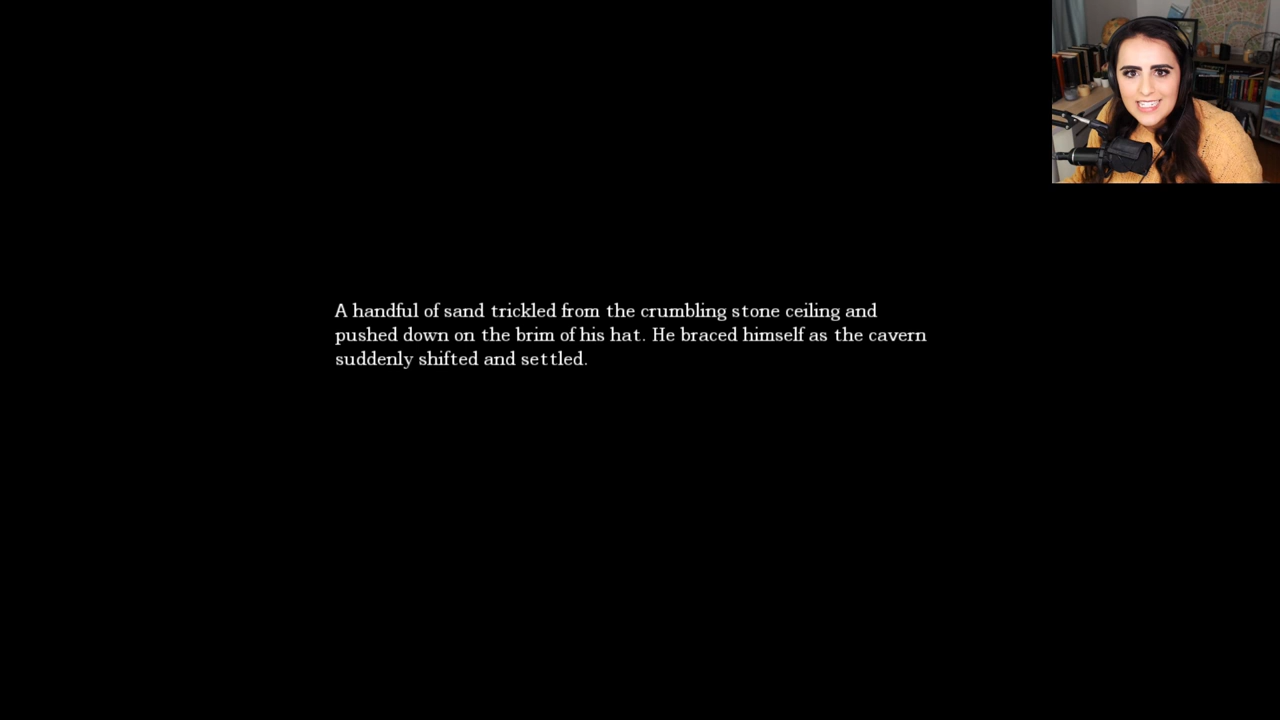 A handful of sand trickled from the crumbling stone ceiling and
pushed down on the brim of his hat. He braced himself as the cavern
suddenly shifted and settled.